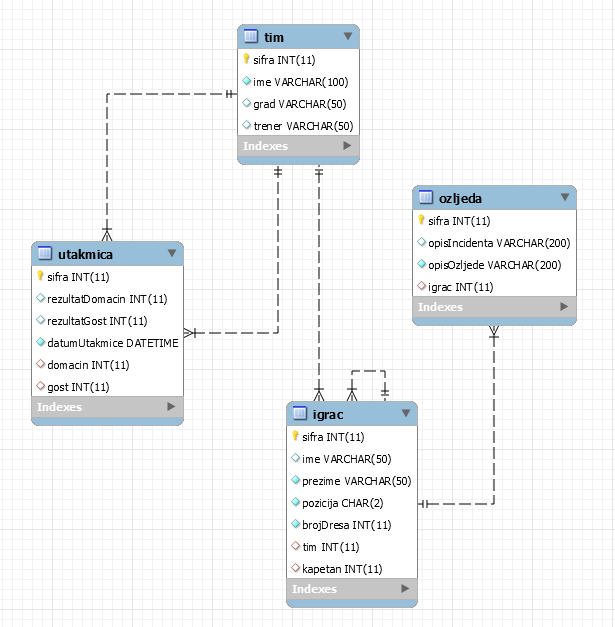 tim
sifra INT(11)
ime VARCHAR(100)
grad VARCHAR(50)
trener VARCHAR(50)
Indexes
utakmica
sifra INT(11)
rezultatDomacin INT(11)
rezultatGost INT(11)
datumUtakmice DATETIME
domacin INT(11)
gost INT(11)
Indexes
ozljeda
sifra INT(11)
opisIncidenta VARCHAR(200)
opisOzljede VARCHAR(200)
igrac INT(11)
Indexes
igrac
sifra INT(11)
ime VARCHAR(50)
prezime VARCHAR(50)
pozicija CHAR(2)
brojDresa INT(11)
tim INT(11)
kapetan INT(11)
Indexes